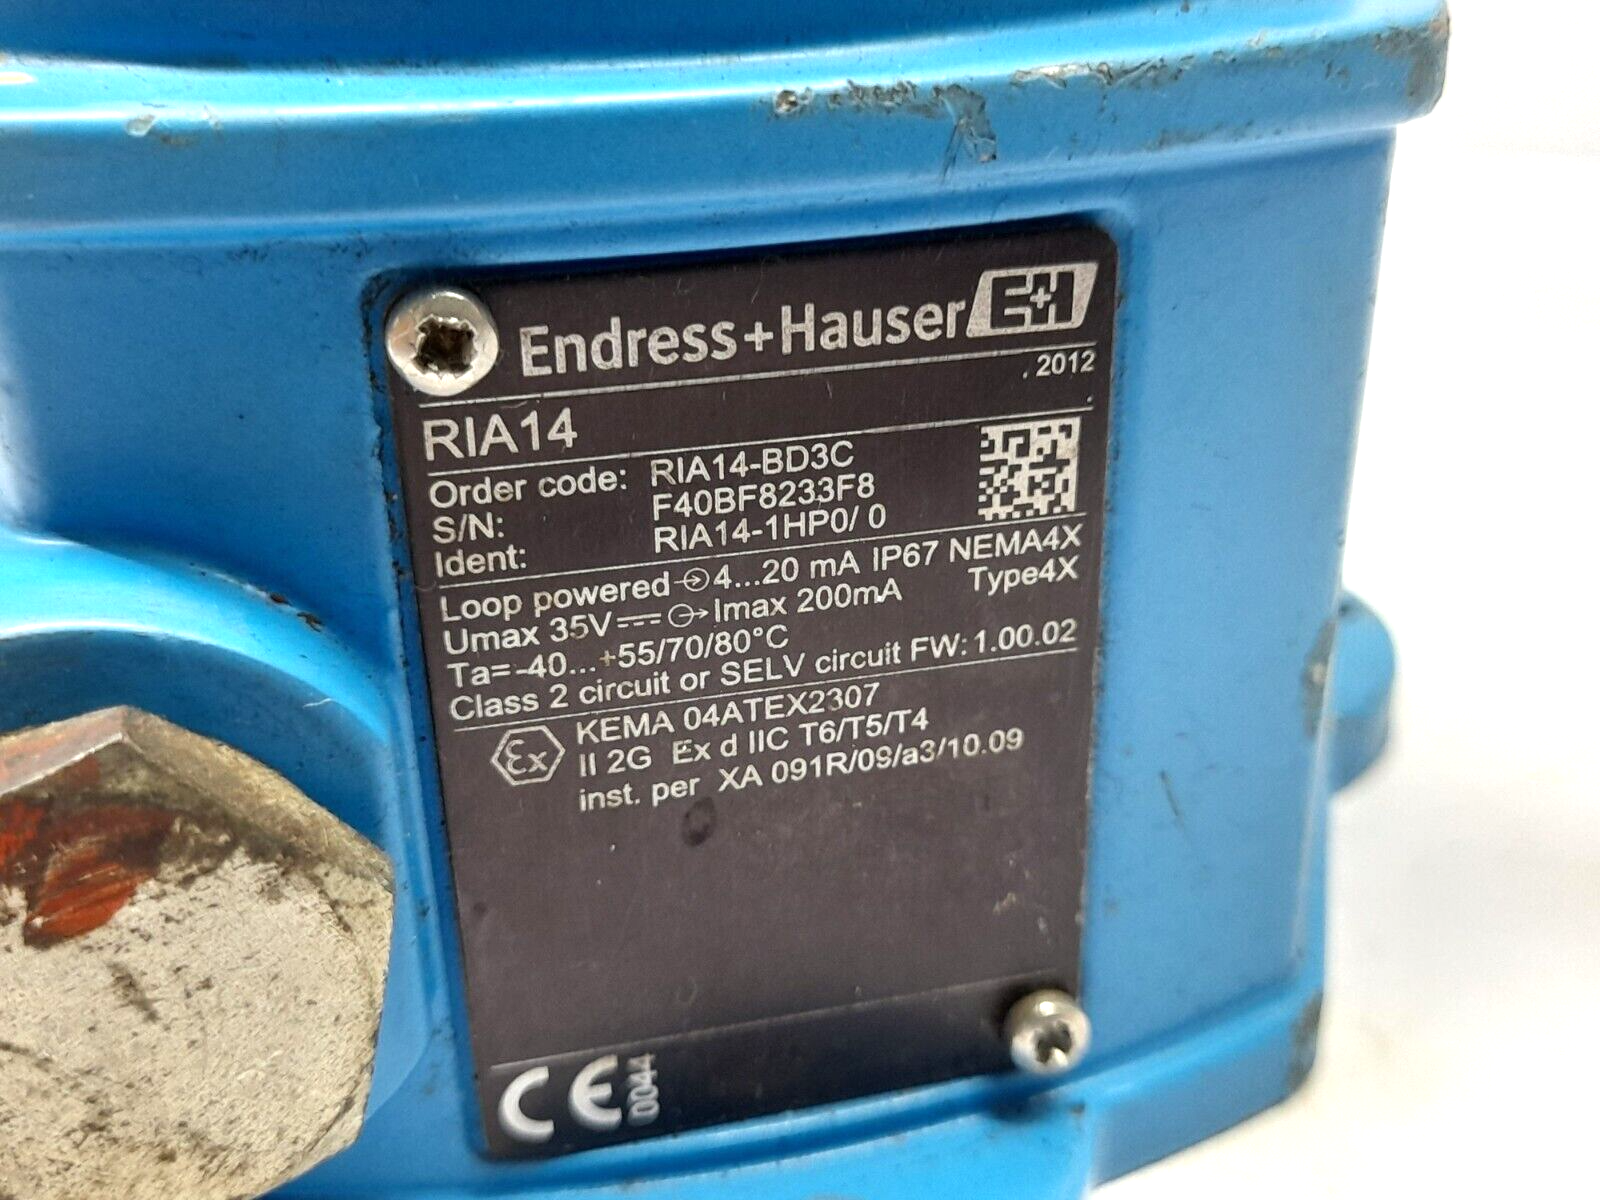 Endress+Hauser E+H
. 2012
RIA14
Order code: RIA14-BD3C
S/N: F40BF8233F8
Ident: RIA14-1HP0/ 0
Loop powered 4...20 mA IP67 NEMA4X
Umax 35V Imax 200mA Type4X
Ta=-40...+55/70/80°C
Class 2 circuit or SELV circuit FW: 1.00.02
Ex KEMA 04ATEX2307
II 2G Ex d IIC T6/T5/T4
inst. per XA 091R/09/a3/10.09
CE 0044